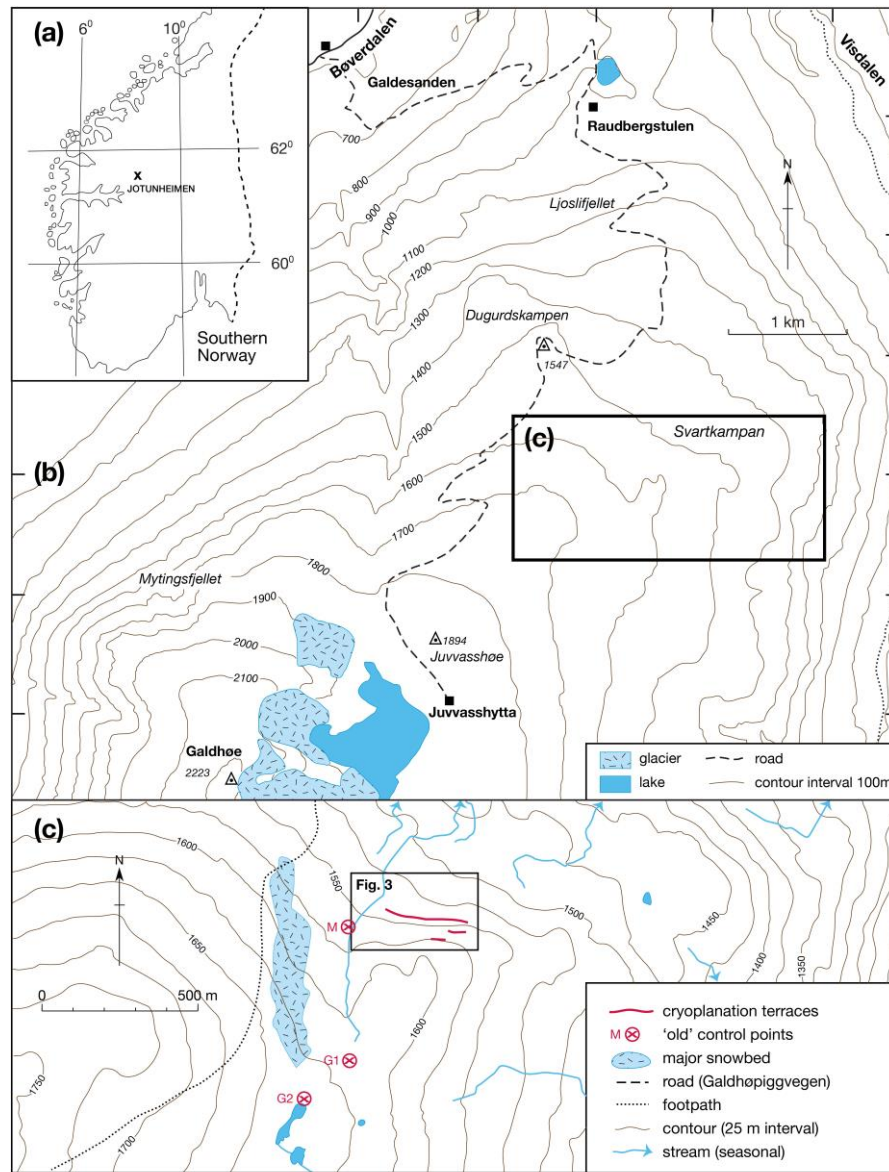 (a)
6⁰
10⁰
62⁰
x
JOTUNHEIMEN
60⁰
Southern
Norway
Bøverdalen
Galdesanden
Visdalen
Raudbergstulen
700
800
900
1000
Ljoslifjellet
N
1100
1200
1300
Dugurdskampen
1 km
1400
1547
1500
(c)
Svartkampan
(b)
1600
1700
Mytingsfjellet
1800
1900
2000
1894
Juvvasshøe
2100
Juvvasshytta
Galdhøe
2223
glacier
road
lake
contour interval 100m
(c)
1600
N
1550
Fig. 3
1500
M
1450
1650
1400
1350
0
500 m
1600
G1
1750
G2
1700
cryoplanation terraces
M
‘old’ control points
major snowbed
road (Galdhøpiggvegen)
footpath
contour (25 m interval)
stream (seasonal)